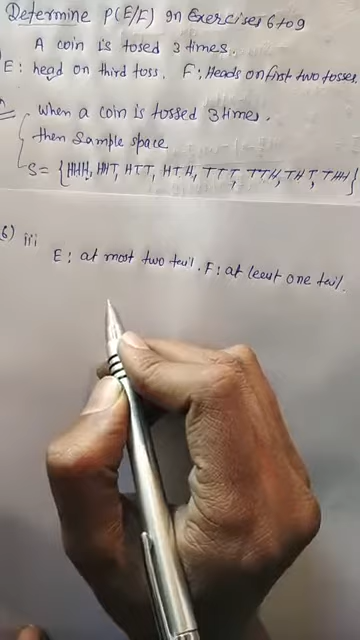 Determine P(E/F) in Exercises 6 to 9
A coin is tosed 3 times.
E: head on third toss. F: Heads on first two tosses.
When a coin is tossed 3 times.
then Sample space
S = {HHH, HHT, HTT, HTH, TTT, TTH, THT, THH}
6) iii
E: at most two tail. F: at least one tail.